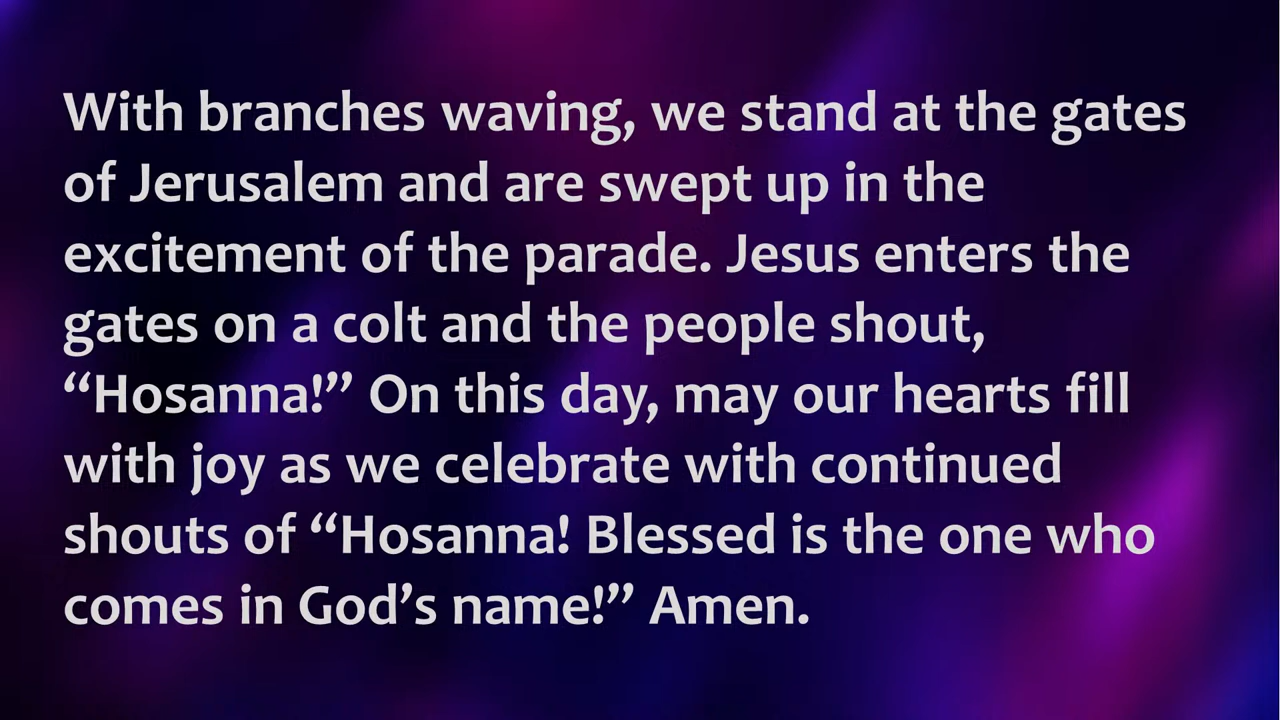 With branches waving, we stand at the gates
of Jerusalem and are swept up in the
excitement of the parade. Jesus enters the
gates on a colt and the people shout,
“Hosanna!” On this day, may our hearts fill
with joy as we celebrate with continued
shouts of “Hosanna! Blessed is the one who
comes in God’s name!” Amen.